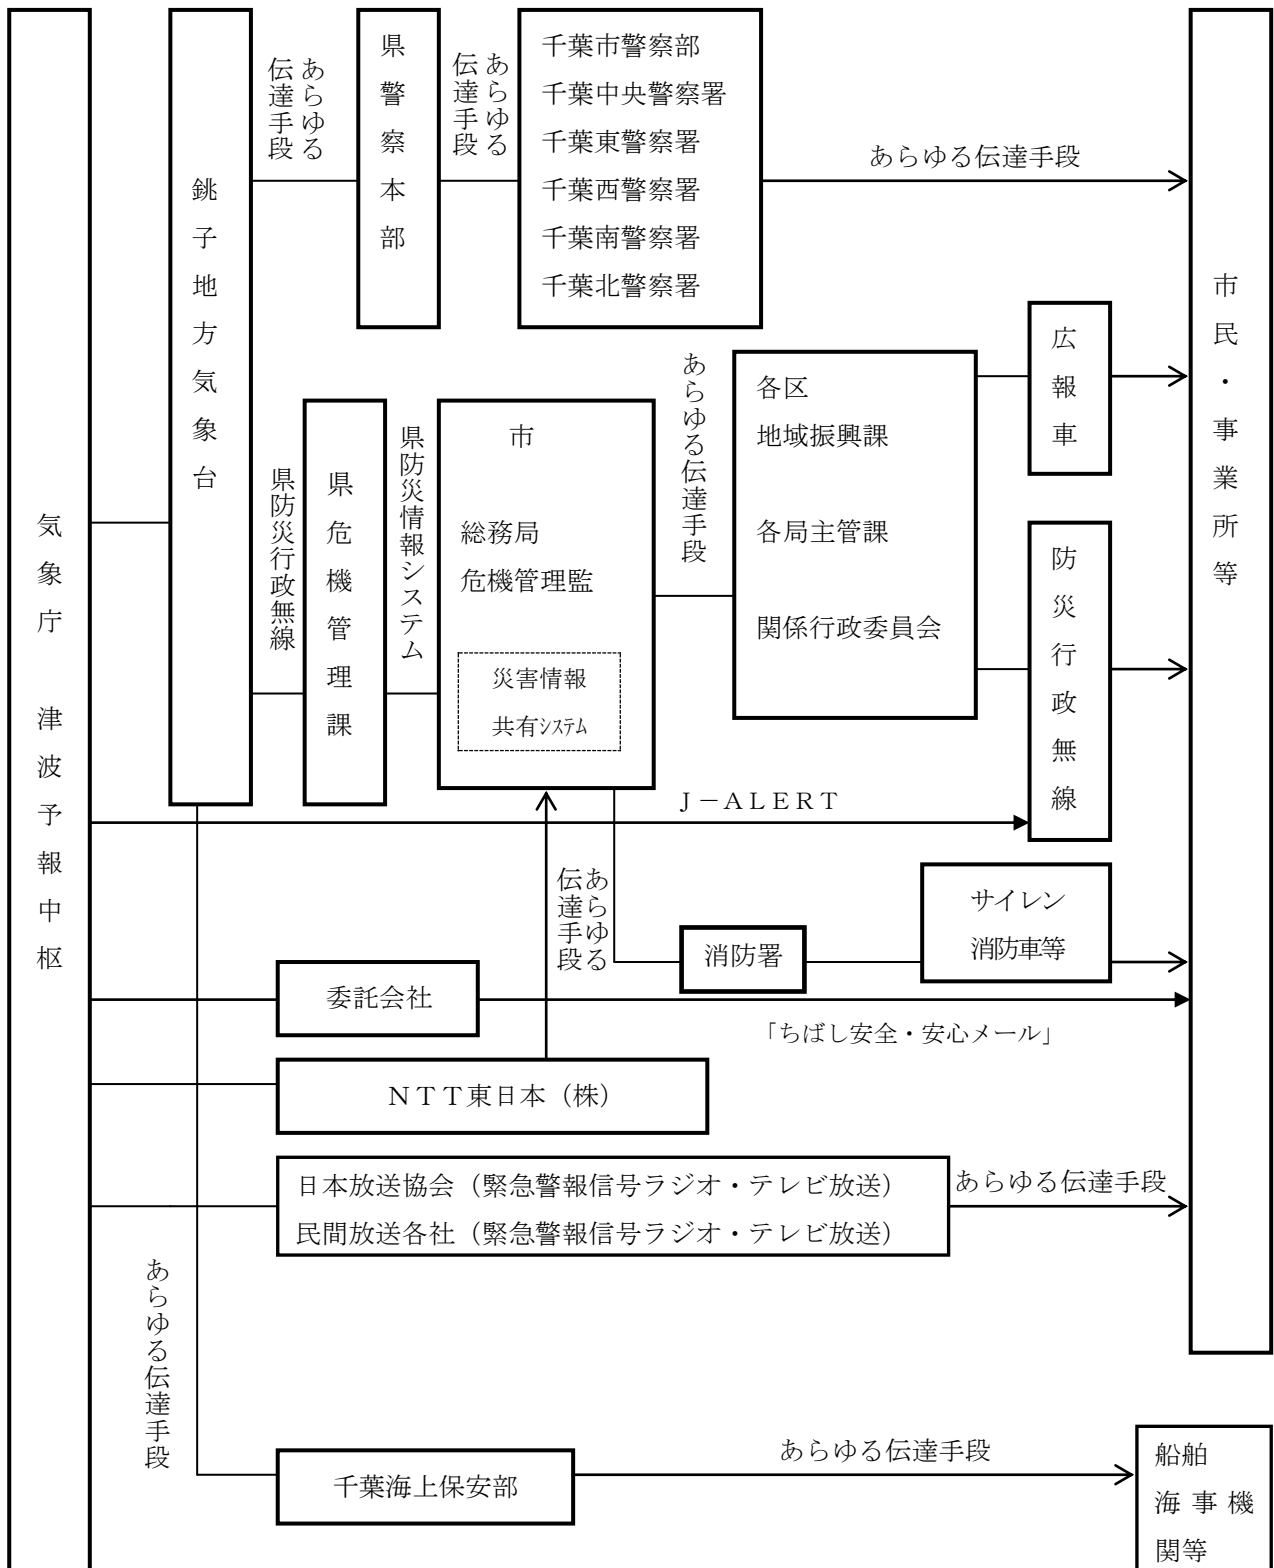 気象庁　津波予報中枢
銚子地方気象台
あらゆる
伝達手段
県警察本部
あらゆる
伝達手段
千葉市警察部
千葉中央警察署
千葉東警察署
千葉西警察署
千葉南警察署
千葉北警察署
あらゆる伝達手段
市民・事業所等
県防災行政無線
県危機管理課
県防災情報システム
市
総務局
危機管理監
災害情報
共有システム
あらゆる伝達手段
各区
地域振興課
各局主管課
関係行政委員会
広報車
防災行政無線
Ｊ－ＡＬＥＲＴ
あらゆる
伝達手段
消防署
サイレン
消防車等
委託会社
「ちばし安全・安心メール」
ＮＴＴ東日本（株）
日本放送協会（緊急警報信号ラジオ・テレビ放送）
民間放送各社（緊急警報信号ラジオ・テレビ放送）
あらゆる伝達手段
あらゆる伝達手段
千葉海上保安部
あらゆる伝達手段
船舶
海事機
関等